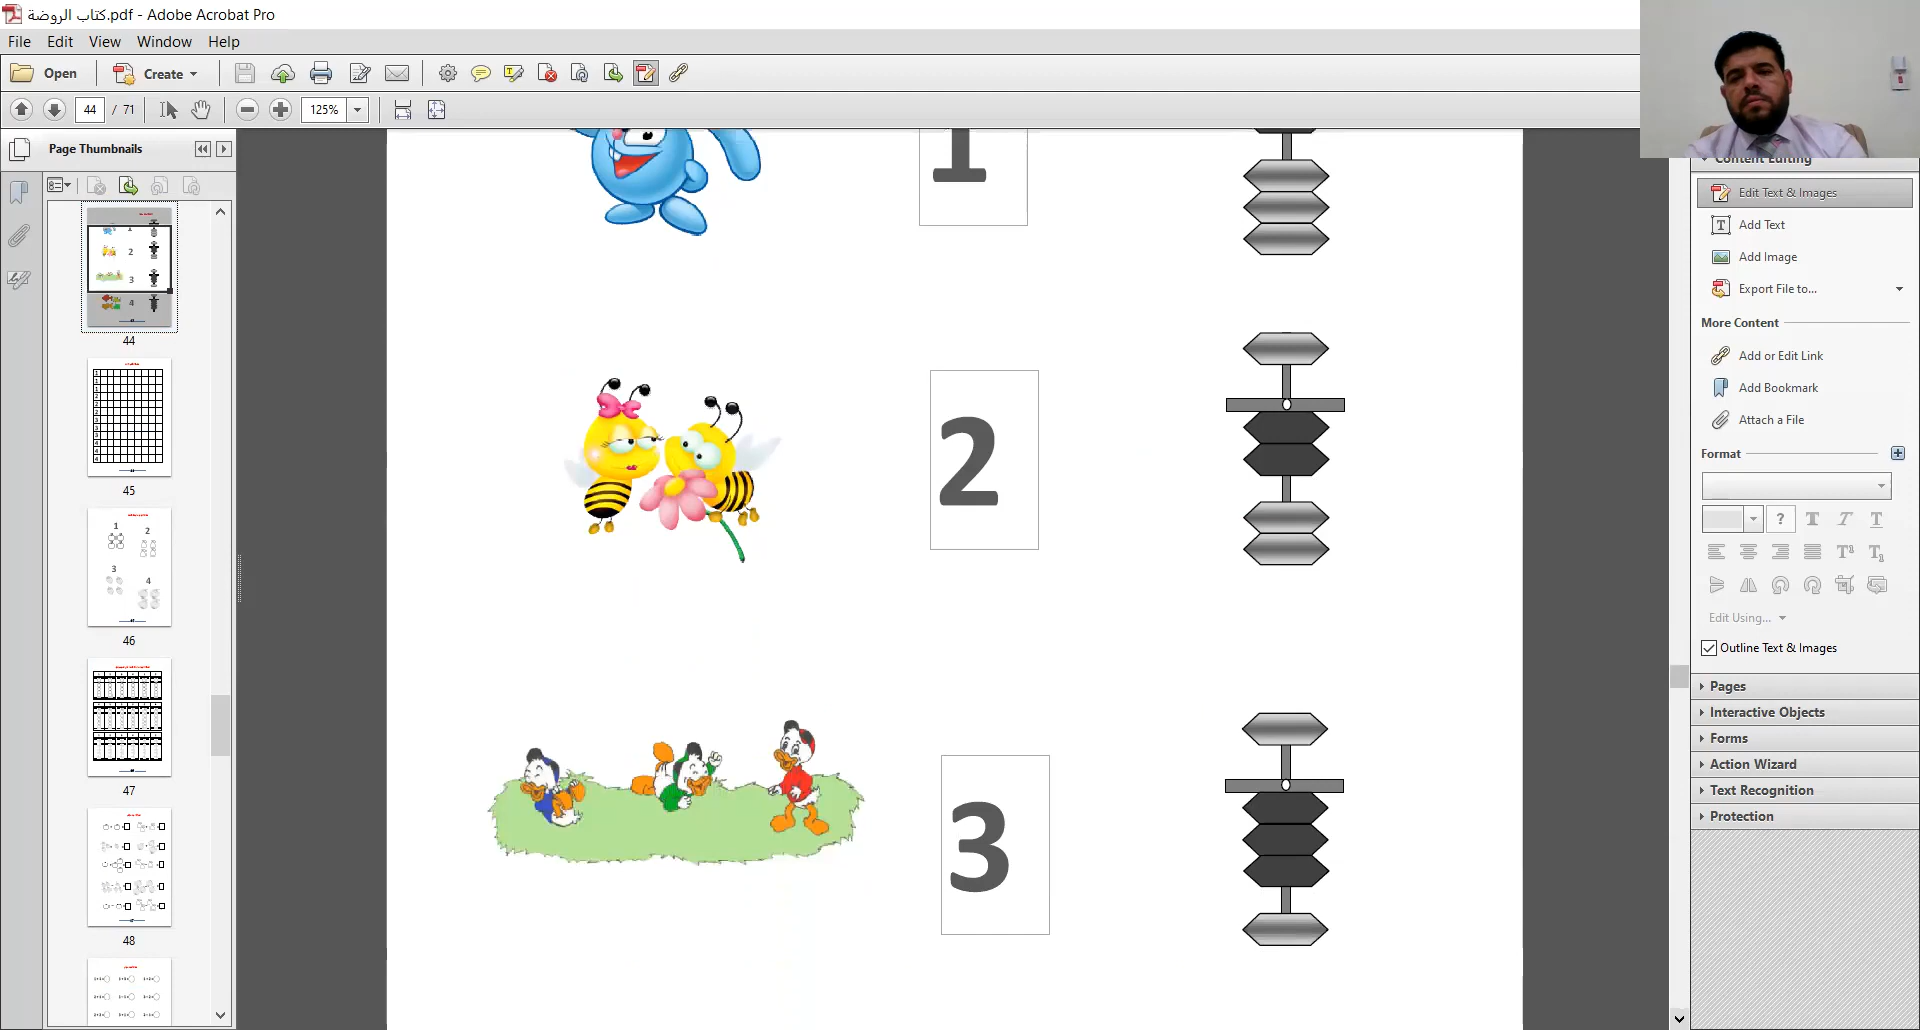 كتاب الروضة.pdf - Adobe Acrobat Pro
File Edit View Window Help
Open Create
44 / 71 125%
Page Thumbnails
44
45
46
47
48
Content Editing
Edit Text & Images
Add Text
Add Image
Export File to...
More Content
Add or Edit Link
Add Bookmark
Attach a File
Format
?
Edit Using...
Outline Text & Images
Pages
Interactive Objects
Forms
Action Wizard
Text Recognition
Protection
1
2
3